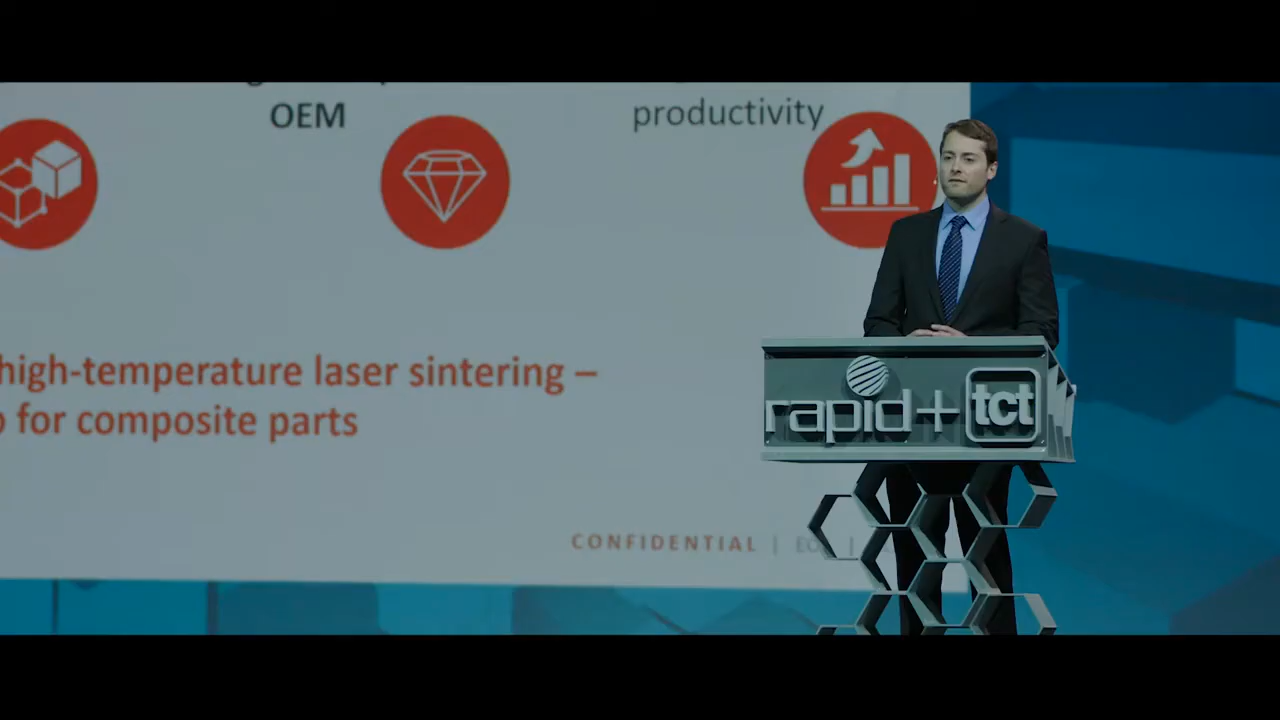 OEM
productivity
high-temperature laser sintering –
for composite parts
CONFIDENTIAL |
rapid+ tct